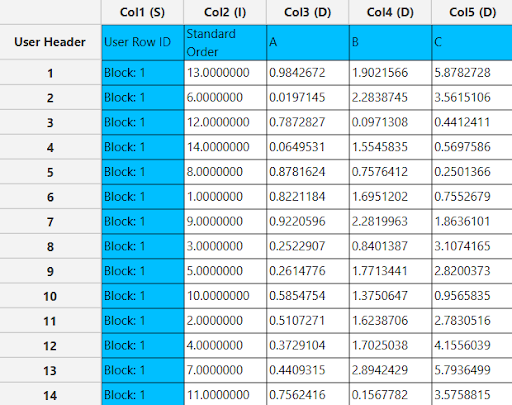 Col1 (S) Col2 (I) Col3 (D) Col4 (D) Col5 (D)
User Header User Row ID Standard Order A B C
1 Block: 1 13.0000000 0.9842672 1.9021566 5.8782728
2 Block: 1 6.0000000 0.0197145 2.2838745 3.5615106
3 Block: 1 12.0000000 0.7872827 0.0971308 0.4412411
4 Block: 1 14.0000000 0.0649531 1.5545835 0.5697586
5 Block: 1 8.0000000 0.8781624 0.7576412 0.2501366
6 Block: 1 1.0000000 0.8221184 1.6951202 0.7552679
7 Block: 1 9.0000000 0.9220596 2.2819963 1.8636101
8 Block: 1 3.0000000 0.2522907 0.8401387 3.1074165
9 Block: 1 5.0000000 0.2614776 1.7713441 2.8200373
10 Block: 1 10.0000000 0.5854754 1.3750647 0.9565835
11 Block: 1 2.0000000 0.5107271 1.6238706 2.7830516
12 Block: 1 4.0000000 0.3729104 1.7025038 4.1556039
13 Block: 1 7.0000000 0.4409315 2.8942429 5.7936499
14 Block: 1 11.0000000 0.7562416 0.1567782 3.5758815